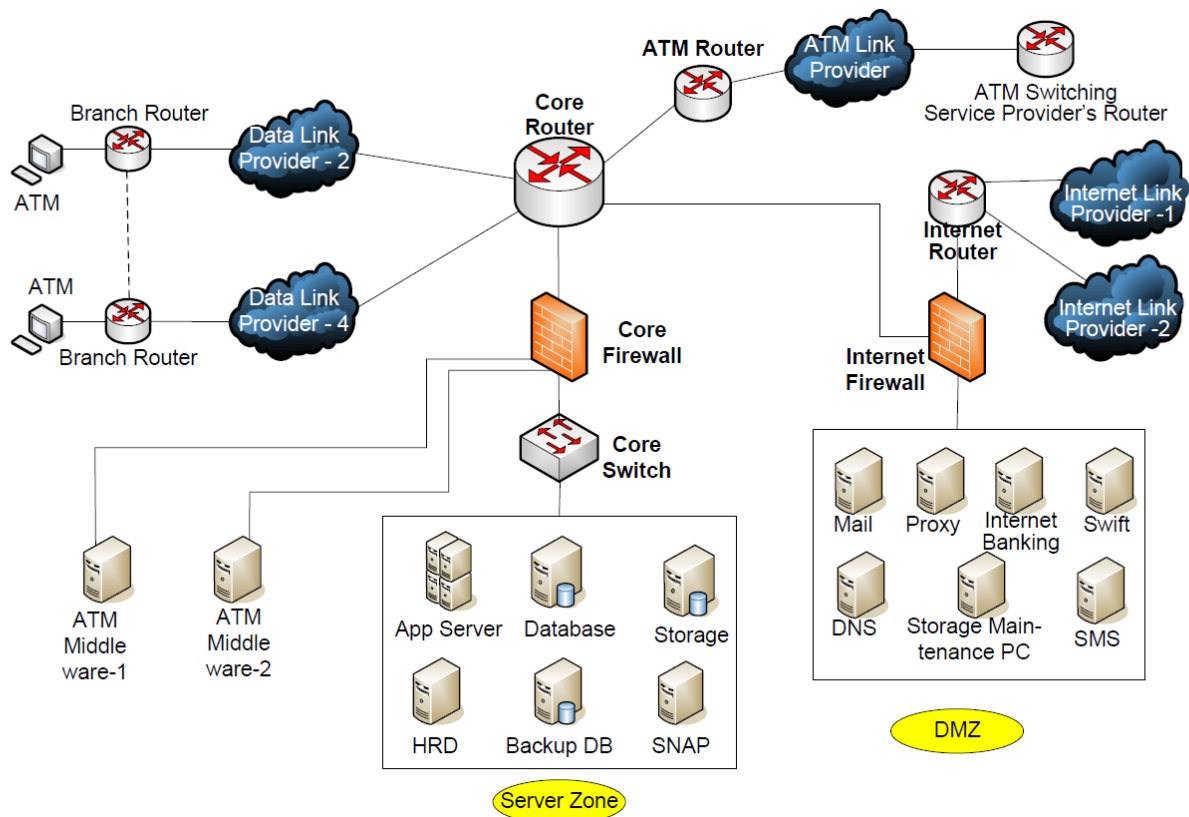 ATM Router
ATM Link
Provider
ATM Switching
Service Provider's Router
Branch Router
Data Link
Provider - 2
Core
Router
ATM
Internet Link
Provider -1
Internet
Router
ATM
Data Link
Provider - 4
Branch Router
Internet Link
Provider -2
Core
Firewall
Internet
Firewall
Core
Switch
Mail
Proxy
Internet
Banking
Swift
DNS
Storage Main-
tenance PC
SMS
ATM
Middle
ware-1
ATM
Middle
ware-2
App Server
Database
Storage
HRD
Backup DB
SNAP
DMZ
Server Zone